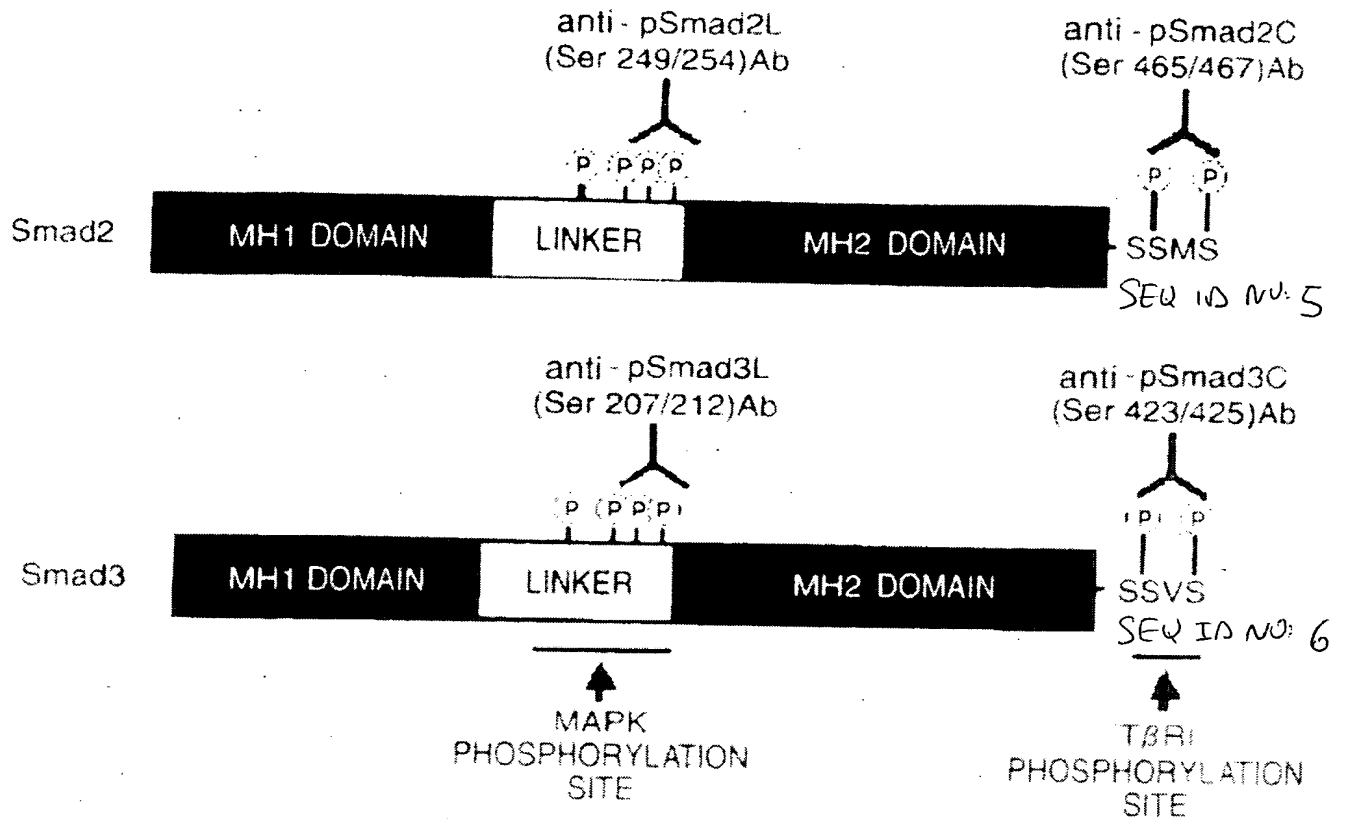 anti - pSmad2L
(Ser 249/254)Ab
anti - pSmad2C
(Ser 465/467)Ab
P P P P
P P
Smad2
MH1 DOMAIN
LINKER
MH2 DOMAIN
SSMS
SEQ ID NO: 5
anti - pSmad3L
(Ser 207/212)Ab
anti - pSmad3C
(Ser 423/425)Ab
P P P P
P P
Smad3
MH1 DOMAIN
LINKER
MH2 DOMAIN
SSVS
SEQ ID NO: 6
MAPK
PHOSPHORYLATION
SITE
TβRI
PHOSPHORYLATION
SITE